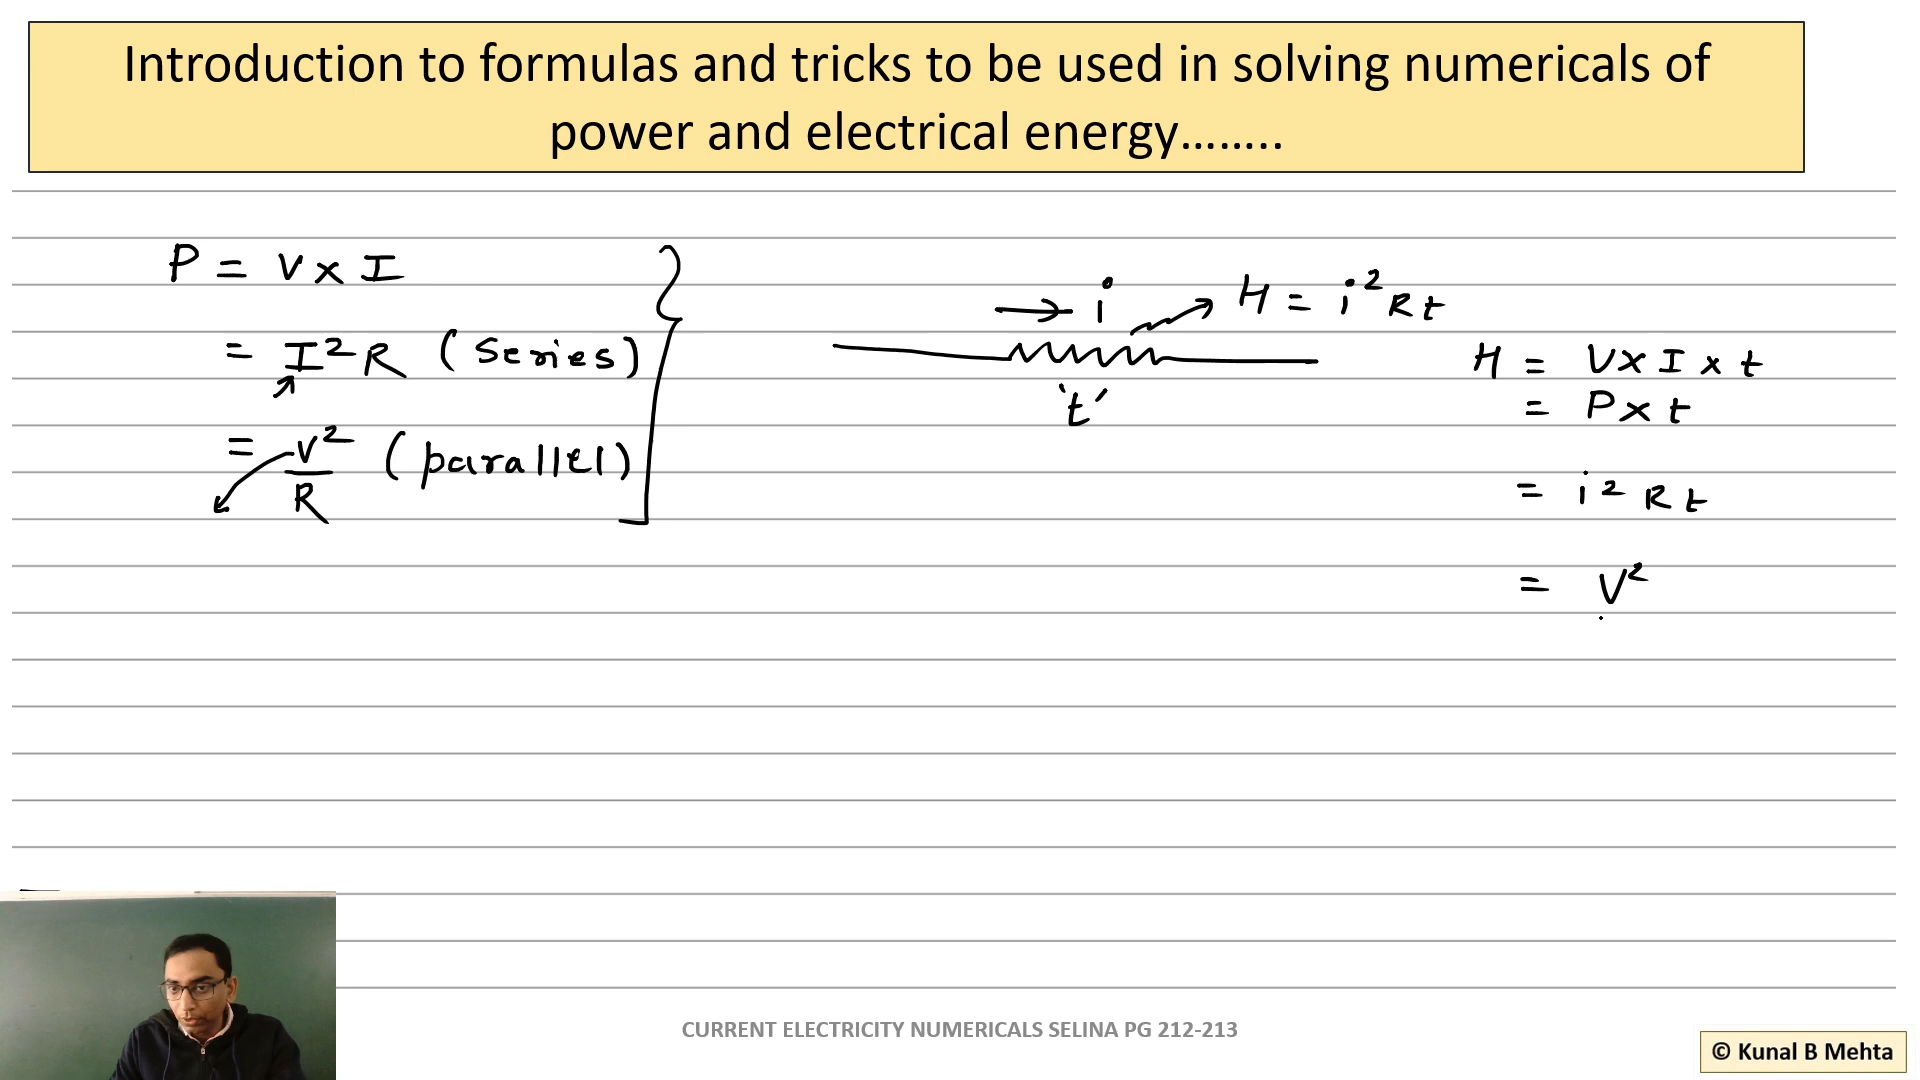 Introduction to formulas and tricks to be used in solving numericals of
power and electrical energy……..
P = V x I
= I²R (series)
= V² (parallel)
R
i
H = i²Rt
't'
H = V x I x t
= P x t
= i²Rt
= V²
CURRENT ELECTRICITY NUMERICALS SELINA PG 212-213
© Kunal B Mehta